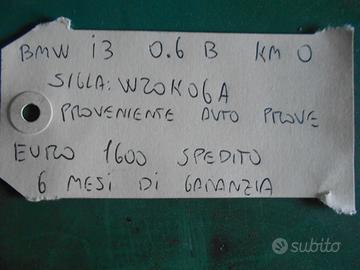 BMW i3 0.6 B KM 0
SIGLA: W20K06A
PROVENIENTE AUTO PROVE
EURO 1600 SPEDITO
6 MESI DI GARANZIA
subito